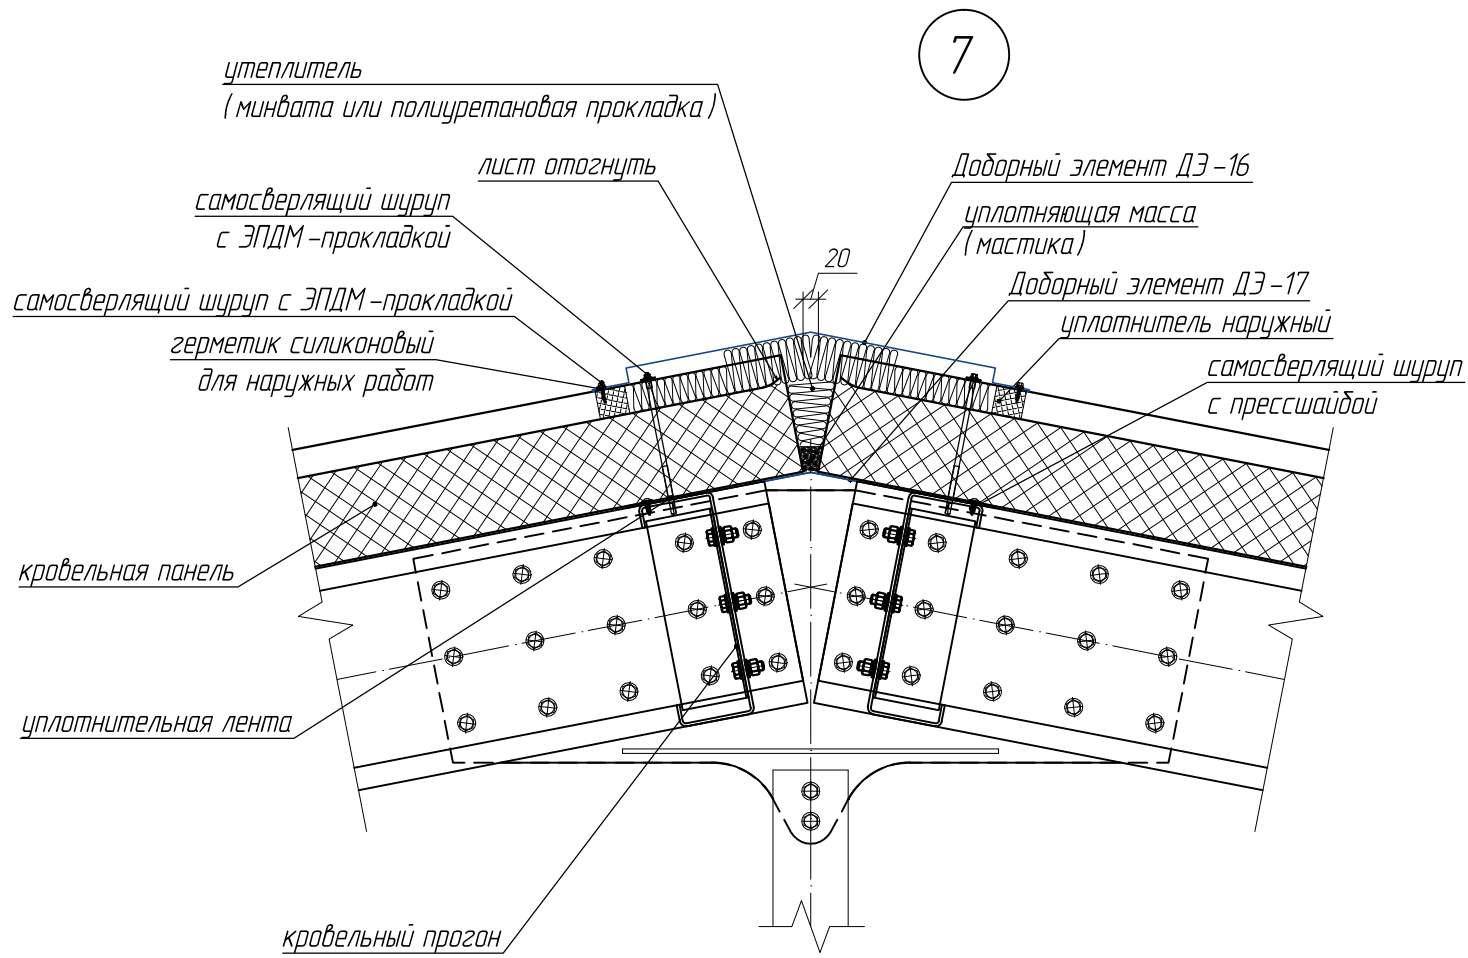 7
утеплитель
(минвата или полиуретановая прокладка)
лист отогнуть
Доборный элемент ДЭ-16
самосверлящий шуруп
с ЭПДМ-прокладкой
уплотняющая масса
(мастика)
20
Доборный элемент ДЭ-17
самосверлящий шуруп с ЭПДМ-прокладкой
уплотнитель наружный
герметик силиконовый
для наружных работ
самосверлящий шуруп
с прессшайбой
кровельная панель
уплотнительная лента
кровельный прогон